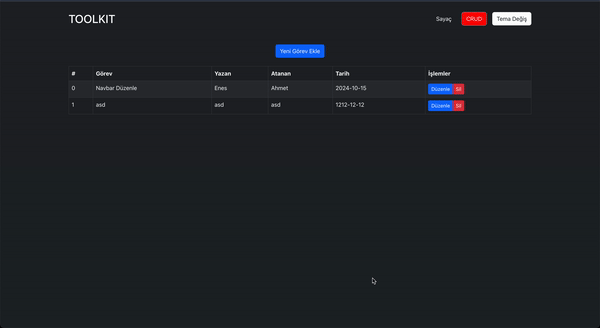 TOOLKIT Sayaç CRUD Tema Değiş
Yeni Görev Ekle
# Görev Yazan Atanan Tarih İşlemler
0 Navbar Düzenle Enes Ahmet 2024-10-15 Düzenle Sil
1 asd asd asd 1212-12-12 Düzenle Sil